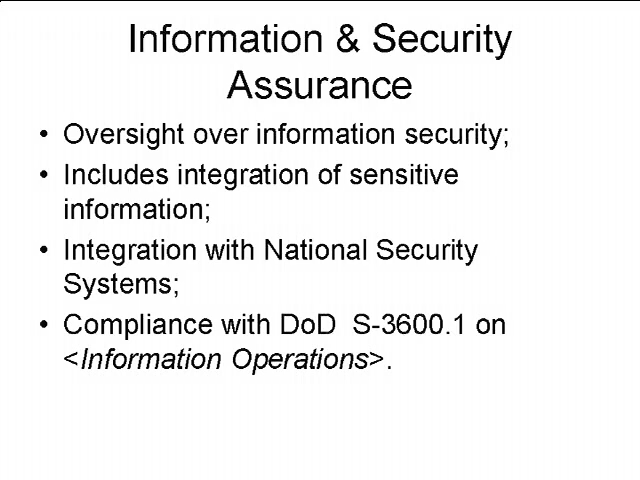 Information & Security
Assurance
• Oversight over information security;
• Includes integration of sensitive
information;
• Integration with National Security
Systems;
• Compliance with DoD  S-3600.1 on
<Information Operations>.